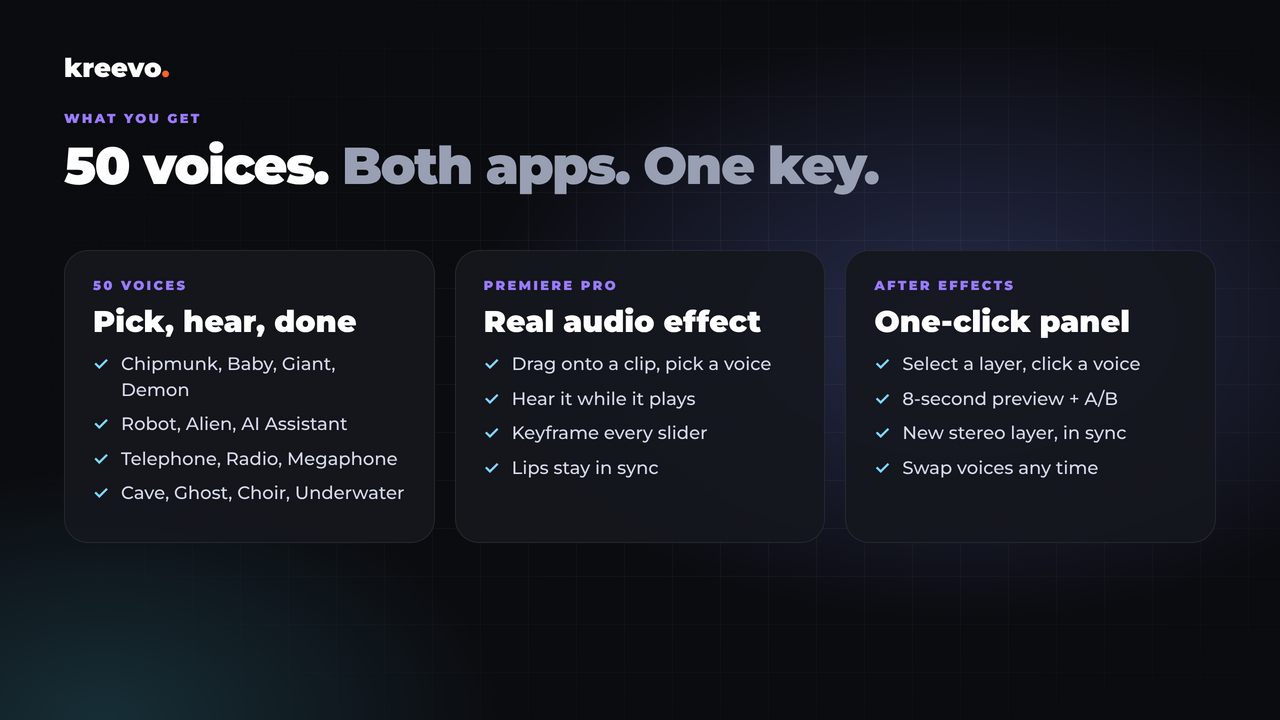 kreevo.
WHAT YOU GET
50 voices. Both apps. One key.
50 VOICES
Pick, hear, done
Chipmunk, Baby, Giant,
Demon
Robot, Alien, AI Assistant
Telephone, Radio, Megaphone
Cave, Ghost, Choir, Underwater
PREMIERE PRO
Real audio effect
Drag onto a clip, pick a voice
Hear it while it plays
Keyframe every slider
Lips stay in sync
AFTER EFFECTS
One-click panel
Select a layer, click a voice
8-second preview + A/B
New stereo layer, in sync
Swap voices any time